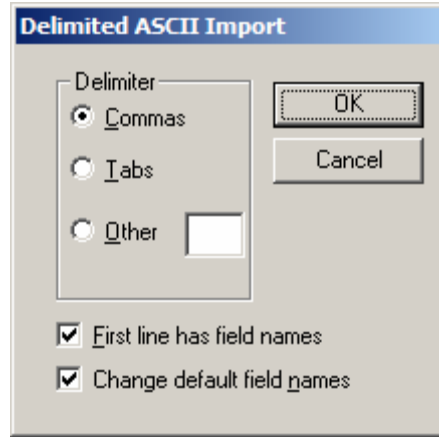 Delimited ASCII Import
Delimiter
Commas
Tabs
Other
OK
Cancel
First line has field names
Change default field names